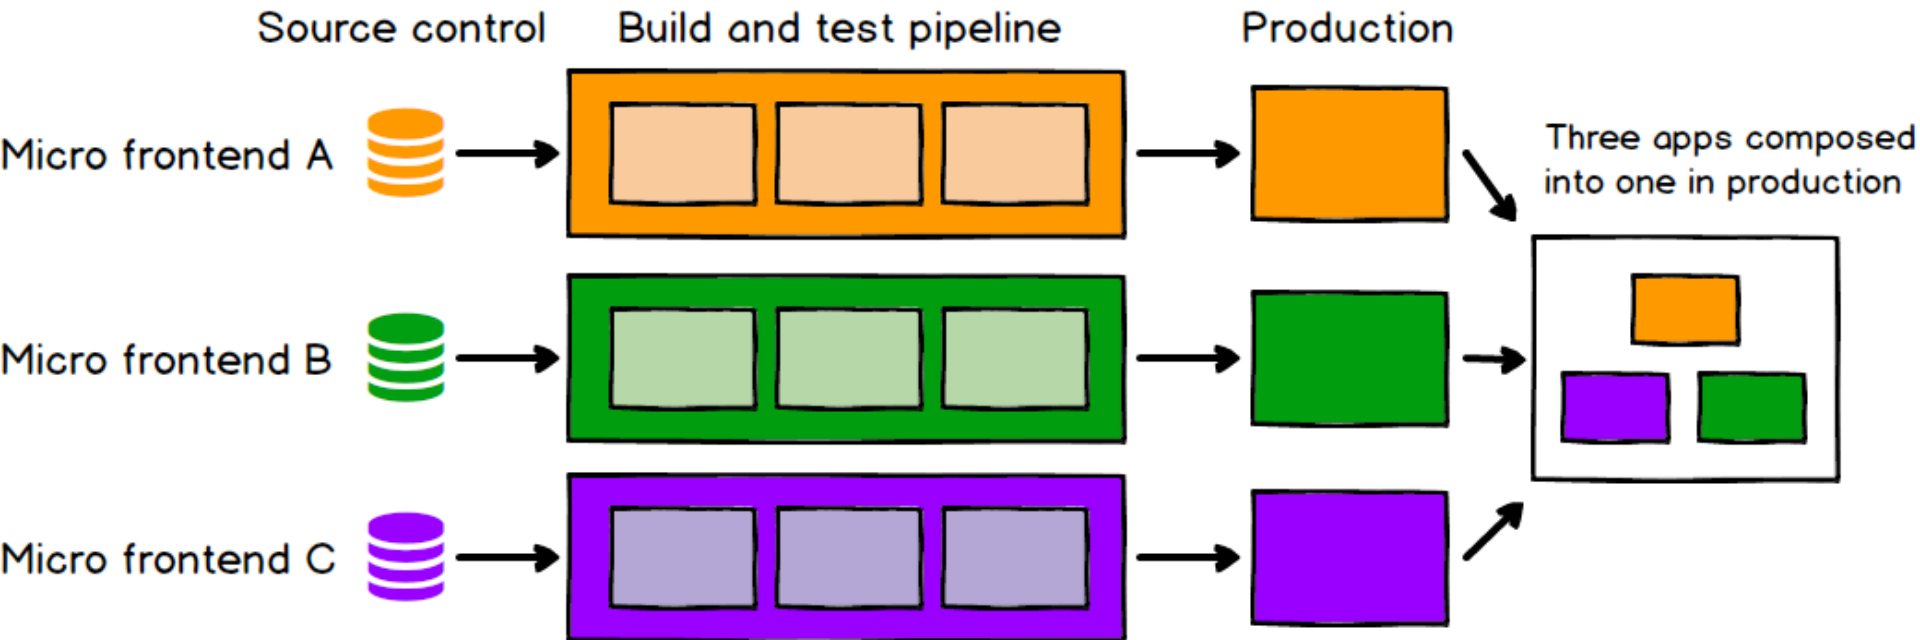 Source control
Build and test pipeline
Production
Micro frontend A
Three apps composed
into one in production
Micro frontend B
Micro frontend C